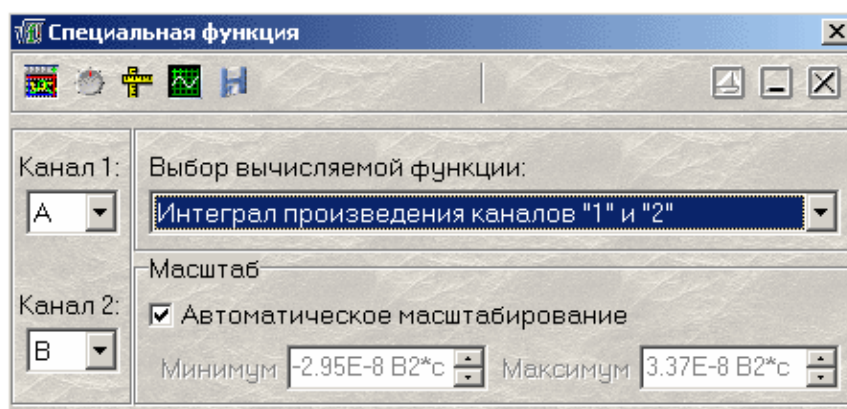 Специальная функция
Канал 1:
Выбор вычисляемой функции:
A
Интеграл произведения каналов "1" и "2"
Масштаб
Канал 2:
Автоматическое масштабирование
B
Минимум -2.95E-8 В2*с Максимум 3.37E-8 В2*с